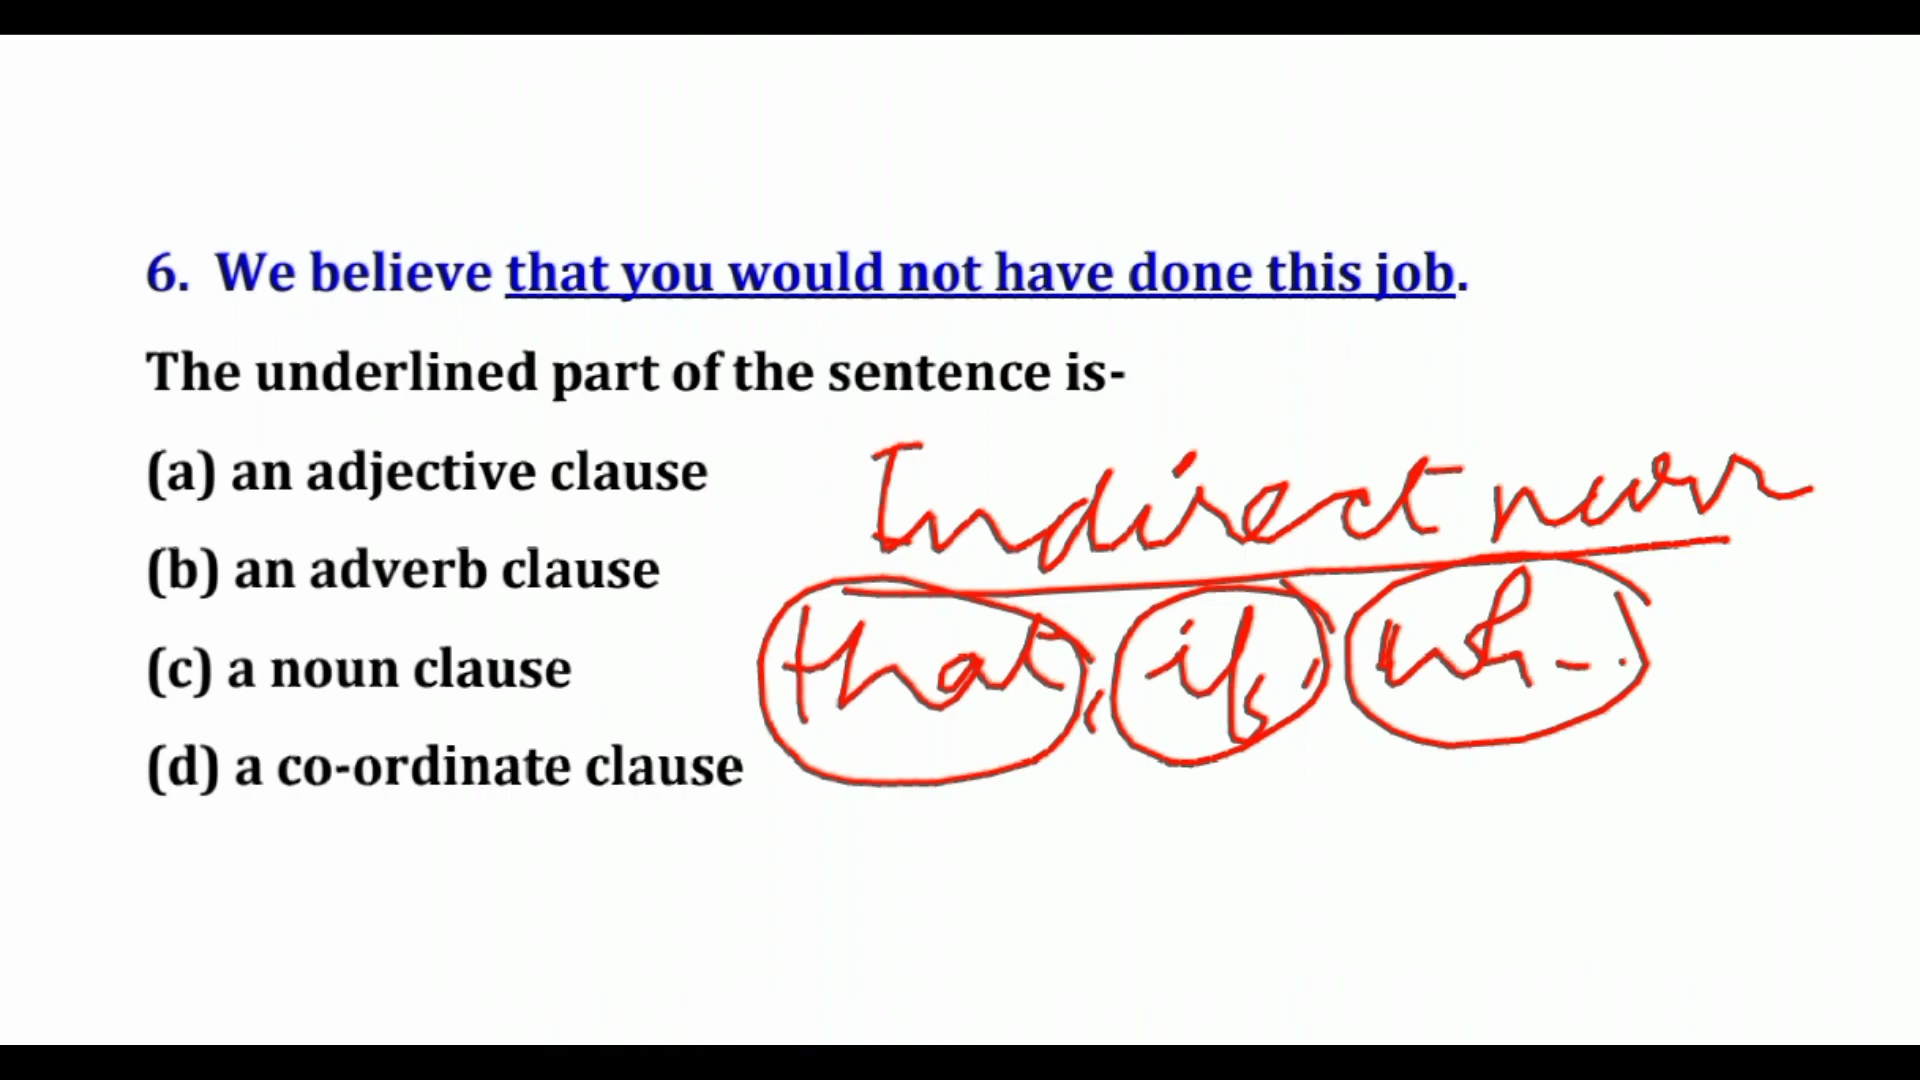 6. We believe that you would not have done this job.
The underlined part of the sentence is-
(a) an adjective clause
Indirect narr
(b) an adverb clause
(c) a noun clause
that, if, wh-.
(d) a co-ordinate clause